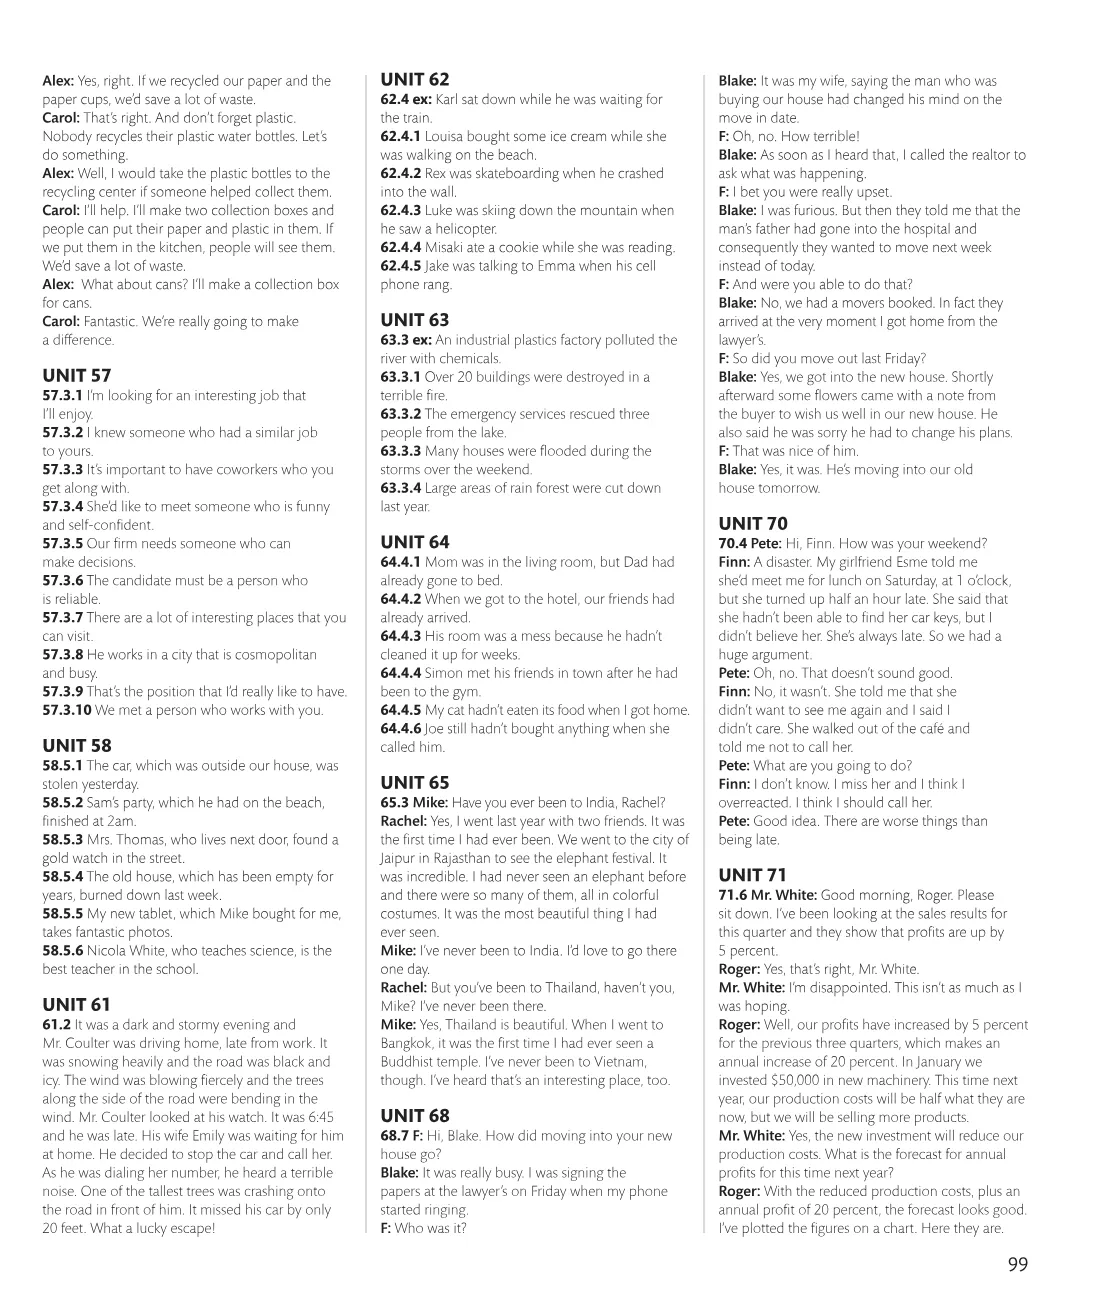 Alex: Yes, right. If we recycled our paper and the
paper cups, we'd save a lot of waste.
Carol: That's right. And don't forget plastic.
Nobody recycles their plastic water bottles. Let's
do something.
Alex: Well, I would take the plastic bottles to the
recycling center if someone helped collect them.
Carol: I'll help. I'll make two collection boxes and
people can put their paper and plastic in them. If
we put them in the kitchen, people will see them.
We'd save a lot of waste.
Alex: What about cans? I'll make a collection box
for cans.
Carol: Fantastic. We're really going to make
a difference.
UNIT 57
57.3.1 I'm looking for an interesting job that
I'll enjoy.
57.3.2 I knew someone who had a similar job
to yours.
57.3.3 It's important to have coworkers who you
get along with.
57.3.4 She'd like to meet someone who is funny
and self-confident.
57.3.5 Our firm needs someone who can
make decisions.
57.3.6 The candidate must be a person who
is reliable.
57.3.7 There are a lot of interesting places that you
can visit.
57.3.8 He works in a city that is cosmopolitan
and busy.
57.3.9 That's the position that I'd really like to have.
57.3.10 We met a person who works with you.
UNIT 58
58.5.1 The car, which was outside our house, was
stolen yesterday.
58.5.2 Sam's party, which he had on the beach,
finished at 2am.
58.5.3 Mrs. Thomas, who lives next door, found a
gold watch in the street.
58.5.4 The old house, which has been empty for
years, burned down last week.
58.5.5 My new tablet, which Mike bought for me,
takes fantastic photos.
58.5.6 Nicola White, who teaches science, is the
best teacher in the school.
UNIT 61
61.2 It was a dark and stormy evening and
Mr. Coulter was driving home, late from work. It
was snowing heavily and the road was black and
icy. The wind was blowing fiercely and the trees
along the side of the road were bending in the
wind. Mr. Coulter looked at his watch. It was 6:45
and he was late. His wife Emily was waiting for him
at home. He decided to stop the car and call her.
As he was dialing her number, he heard a terrible
noise. One of the tallest trees was crashing onto
the road in front of him. It missed his car by only
20 feet. What a lucky escape!
UNIT 62
62.4 ex: Karl sat down while he was waiting for
the train.
62.4.1 Louisa bought some ice cream while she
was walking on the beach.
62.4.2 Rex was skateboarding when he crashed
into the wall.
62.4.3 Luke was skiing down the mountain when
he saw a helicopter.
62.4.4 Misaki ate a cookie while she was reading.
62.4.5 Jake was talking to Emma when his cell
phone rang.
UNIT 63
63.3 ex: An industrial plastics factory polluted the
river with chemicals.
63.3.1 Over 20 buildings were destroyed in a
terrible fire.
63.3.2 The emergency services rescued three
people from the lake.
63.3.3 Many houses were flooded during the
storms over the weekend.
63.3.4 Large areas of rain forest were cut down
last year.
UNIT 64
64.4.1 Mom was in the living room, but Dad had
already gone to bed.
64.4.2 When we got to the hotel, our friends had
already arrived.
64.4.3 His room was a mess because he hadn't
cleaned it up for weeks.
64.4.4 Simon met his friends in town after he had
been to the gym.
64.4.5 My cat hadn't eaten its food when I got home.
64.4.6 Joe still hadn't bought anything when she
called him.
UNIT 65
65.3 Mike: Have you ever been to India, Rachel?
Rachel: Yes, I went last year with two friends. It was
the first time I had ever been. We went to the city of
Jaipur in Rajasthan to see the elephant festival. It
was incredible. I had never seen an elephant before
and there were so many of them, all in colorful
costumes. It was the most beautiful thing I had
ever seen.
Mike: I've never been to India. I'd love to go there
one day.
Rachel: But you've been to Thailand, haven't you,
Mike? I've never been there.
Mike: Yes, Thailand is beautiful. When I went to
Bangkok, it was the first time I had ever seen a
Buddhist temple. I've never been to Vietnam,
though. I've heard that's an interesting place, too.
UNIT 68
68.7 F: Hi, Blake. How did moving into your new
house go?
Blake: It was really busy. I was signing the
papers at the lawyer's on Friday when my phone
started ringing.
F: Who was it?
Blake: It was my wife, saying the man who was
buying our house had changed his mind on the
move in date.
F: Oh, no. How terrible!
Blake: As soon as I heard that, I called the realtor to
ask what was happening.
F: I bet you were really upset.
Blake: I was furious. But then they told me that the
man's father had gone into the hospital and
consequently they wanted to move next week
instead of today.
F: And were you able to do that?
Blake: No, we had a movers booked. In fact they
arrived at the very moment I got home from the
lawyer's.
F: So did you move out last Friday?
Blake: Yes, we got into the new house. Shortly
afterward some flowers came with a note from
the buyer to wish us well in our new house. He
also said he was sorry he had to change his plans.
F: That was nice of him.
Blake: Yes, it was. He's moving into our old
house tomorrow.
UNIT 70
70.4 Pete: Hi, Finn. How was your weekend?
Finn: A disaster. My girlfriend Esme told me
she'd meet me for lunch on Saturday, at 1 o'clock,
but she turned up half an hour late. She said that
she hadn't been able to find her car keys, but I
didn't believe her. She's always late. So we had a
huge argument.
Pete: Oh, no. That doesn't sound good.
Finn: No, it wasn't. She told me that she
didn't want to see me again and I said I
didn't care. She walked out of the café and
told me not to call her.
Pete: What are you going to do?
Finn: I don't know. I miss her and I think I
overreacted. I think I should call her.
Pete: Good idea. There are worse things than
being late.
UNIT 71
71.6 Mr. White: Good morning, Roger. Please
sit down. I've been looking at the sales results for
this quarter and they show that profits are up by
5 percent.
Roger: Yes, that's right, Mr. White.
Mr. White: I'm disappointed. This isn't as much as I
was hoping.
Roger: Well, our profits have increased by 5 percent
for the previous three quarters, which makes an
annual increase of 20 percent. In January we
invested $50,000 in new machinery. This time next
year, our production costs will be half what they are
now, but we will be selling more products.
Mr. White: Yes, the new investment will reduce our
production costs. What is the forecast for annual
profits for this time next year?
Roger: With the reduced production costs, plus an
annual profit of 20 percent, the forecast looks good.
I've plotted the figures on a chart. Here they are.
99